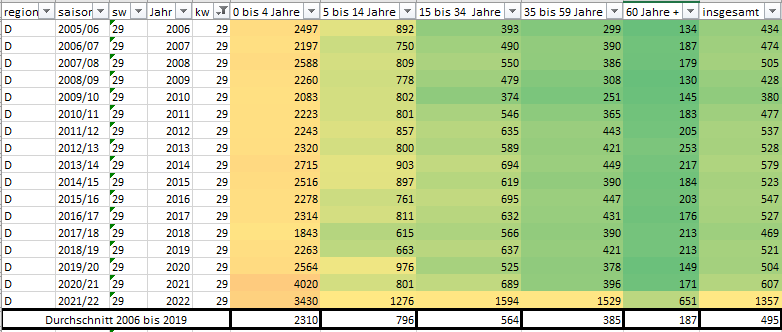 region saison sw Jahr kw 0 bis 4 Jahre 5 bis 14 Jahre 15 bis 34 Jahre 35 bis 59 Jahre 60 Jahre + insgesamt
D 2005/06 29 2006 29 2497 892 393 299 134 434
D 2006/07 29 2007 29 2197 750 490 390 187 474
D 2007/08 29 2008 29 2588 809 550 386 179 505
D 2008/09 29 2009 29 2260 778 479 308 130 428
D 2009/10 29 2010 29 2083 802 374 251 145 380
D 2010/11 29 2011 29 2223 801 546 365 183 477
D 2011/12 29 2012 29 2243 857 635 443 205 537
D 2012/13 29 2013 29 2320 800 589 421 253 528
D 2013/14 29 2014 29 2715 903 694 449 217 579
D 2014/15 29 2015 29 2516 897 619 390 184 523
D 2015/16 29 2016 29 2278 761 695 447 203 547
D 2016/17 29 2017 29 2314 811 632 431 176 527
D 2017/18 29 2018 29 1843 615 566 390 213 469
D 2018/19 29 2019 29 2263 663 637 421 213 521
D 2019/20 29 2020 29 2564 976 525 378 149 504
D 2020/21 29 2021 29 4020 801 689 396 171 607
D 2021/22 29 2022 29 3430 1276 1594 1529 651 1357
Durchschnitt 2006 bis 2019 2310 796 564 385 187 495